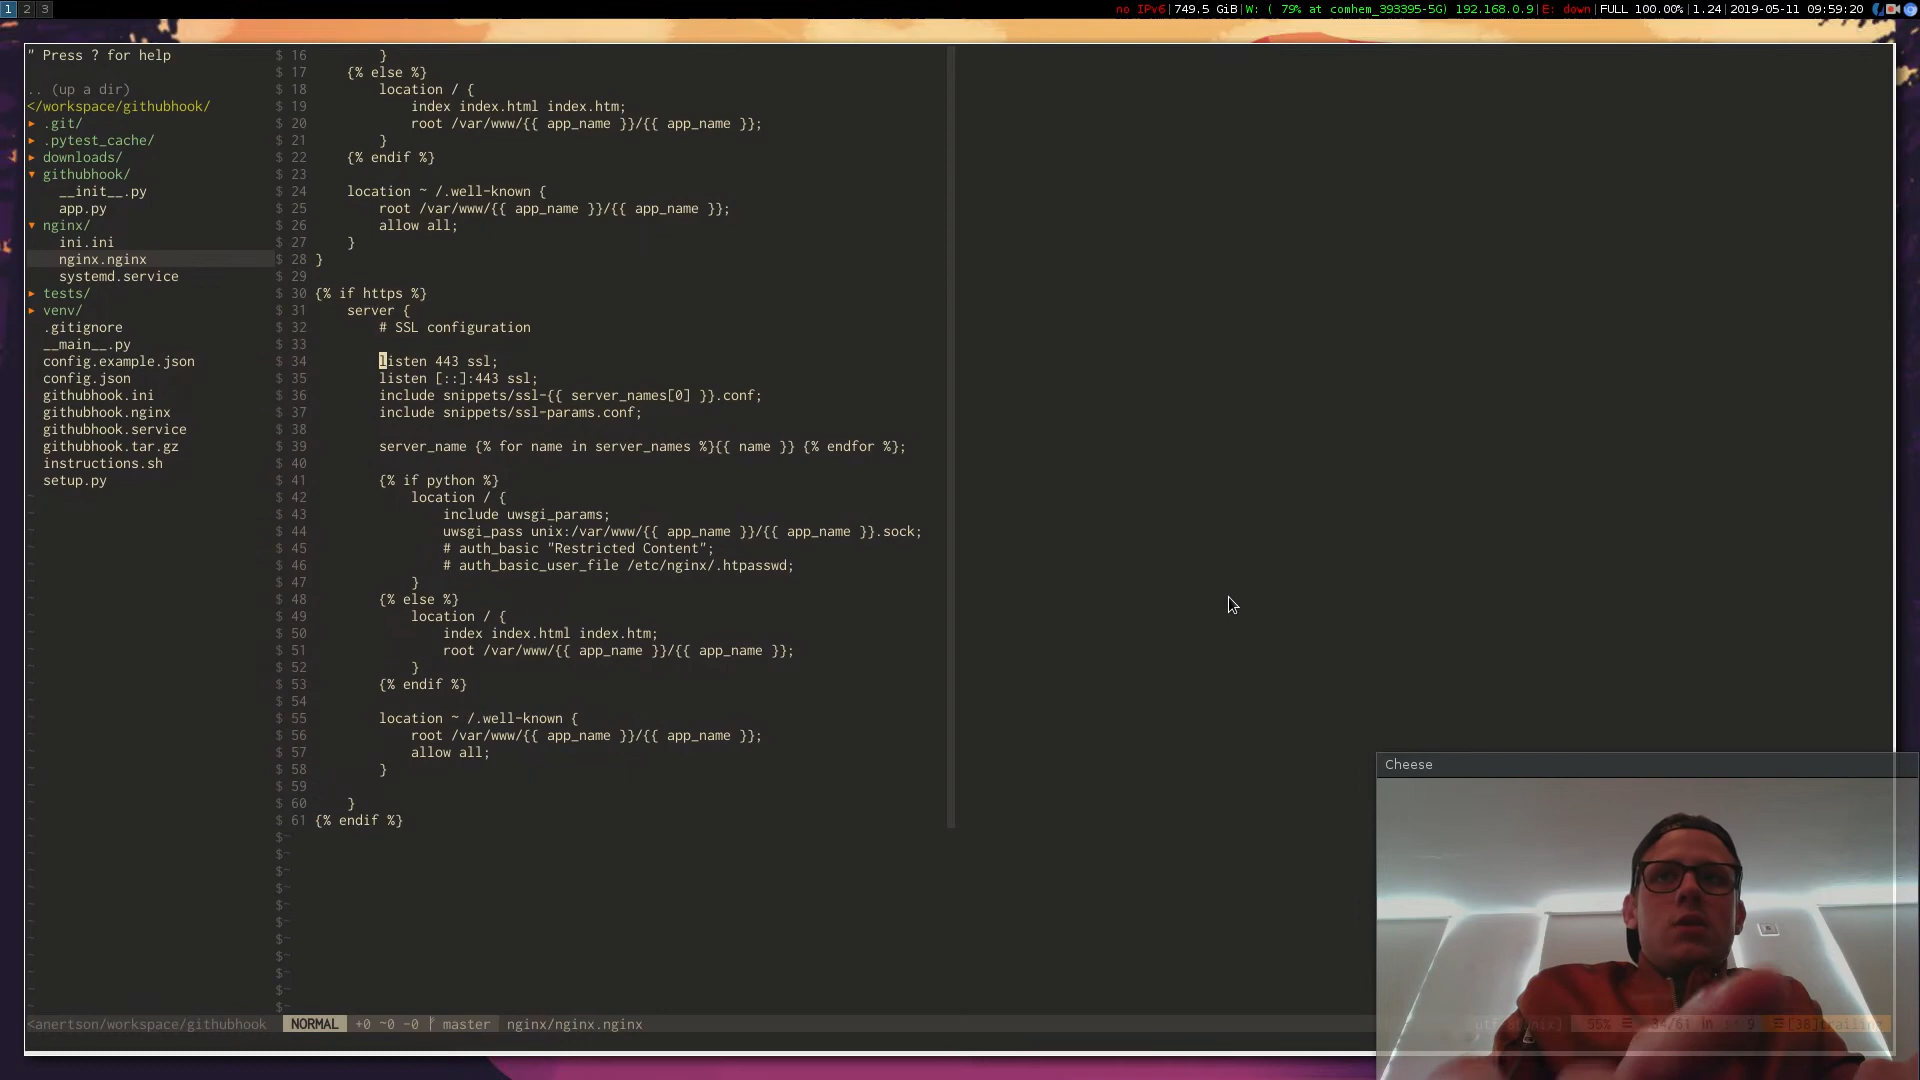 1 2 3
no IPv6|749.5 GiB|W: ( 79% at comhem_393395-5G) 192.168.0.9|E: down|FULL 100.00%|1.24|2019-05-11 09:59:20
" Press ? for help
.. (up a dir)
</workspace/githubhook/
▸ .git/
▸ .pytest_cache/
▸ downloads/
▾ githubhook/
__init__.py
app.py
▾ nginx/
ini.ini
nginx.nginx
systemd.service
▸ tests/
▸ venv/
.gitignore
__main__.py
config.example.json
config.json
githubhook.ini
githubhook.nginx
githubhook.service
githubhook.tar.gz
instructions.sh
setup.py
$ 16         }
$ 17     {% else %}
$ 18         location / {
$ 19             index index.html index.htm;
$ 20             root /var/www/{{ app_name }}/{{ app_name }};
$ 21         }
$ 22     {% endif %}
$ 23
$ 24     location ~ /.well-known {
$ 25         root /var/www/{{ app_name }}/{{ app_name }};
$ 26         allow all;
$ 27     }
$ 28 }
$ 29
$ 30 {% if https %}
$ 31     server {
$ 32         # SSL configuration
$ 33
$ 34         listen 443 ssl;
$ 35         listen [::]:443 ssl;
$ 36         include snippets/ssl-{{ server_names[0] }}.conf;
$ 37         include snippets/ssl-params.conf;
$ 38
$ 39         server_name {% for name in server_names %}{{ name }} {% endfor %};
$ 40
$ 41         {% if python %}
$ 42             location / {
$ 43                 include uwsgi_params;
$ 44                 uwsgi_pass unix:/var/www/{{ app_name }}/{{ app_name }}.sock;
$ 45                 # auth_basic "Restricted Content";
$ 46                 # auth_basic_user_file /etc/nginx/.htpasswd;
$ 47             }
$ 48         {% else %}
$ 49             location / {
$ 50                 index index.html index.htm;
$ 51                 root /var/www/{{ app_name }}/{{ app_name }};
$ 52             }
$ 53         {% endif %}
$ 54
$ 55         location ~ /.well-known {
$ 56             root /var/www/{{ app_name }}/{{ app_name }};
$ 57             allow all;
$ 58         }
$ 59
$ 60     }
$ 61 {% endif %}
Cheese
<anertson/workspace/githubhook NORMAL +0 ~0 -0 master nginx/nginx.nginx 55% 34/61 9 [38]trailing